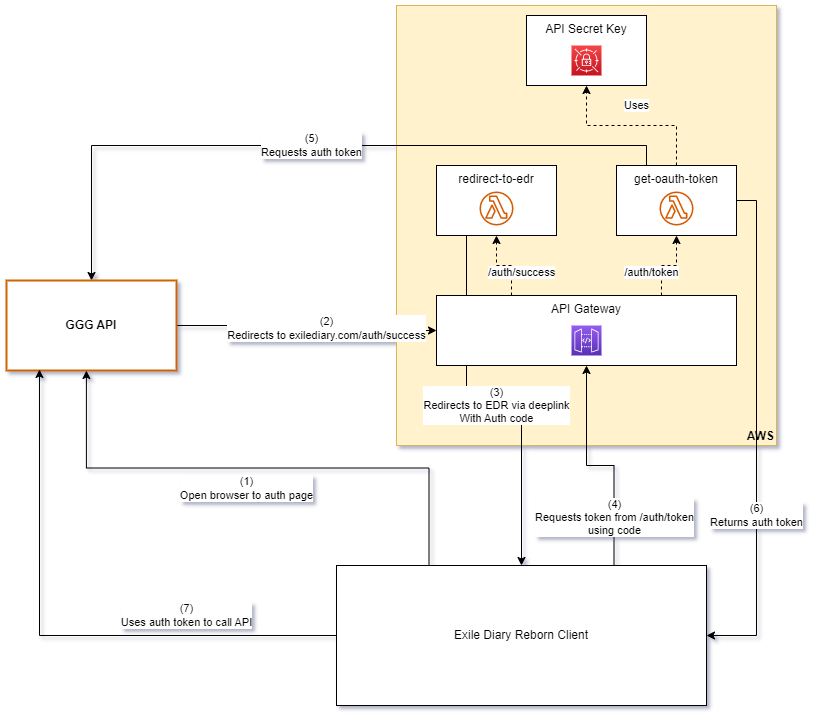 API Secret Key
Uses
(5)
Requests auth token
redirect-to-edr
get-oauth-token
/auth/success
/auth/token
GGG API
(2)
Redirects to exilediary.com/auth/success
API Gateway
(3)
Redirects to EDR via deeplink
With Auth code
AWS
(1)
Open browser to auth page
(4)
Requests token from /auth/token
using code
(6)
Returns auth token
(7)
Uses auth token to call API
Exile Diary Reborn Client